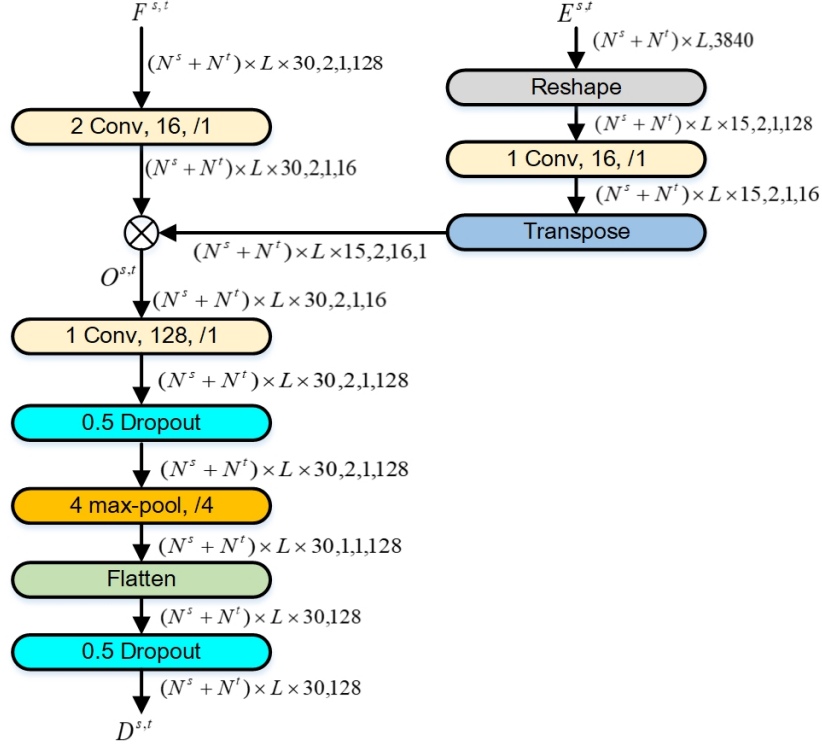 F^{s,t}
(N^s + N^t) × L × 30,2,1,128
2 Conv, 16, /1
(N^s + N^t) × L × 30,2,1,16
O^{s,t}
(N^s + N^t) × L × 30,2,1,16
1 Conv, 128, /1
(N^s + N^t) × L × 30,2,1,128
0.5 Dropout
(N^s + N^t) × L × 30,2,1,128
4 max-pool, /4
(N^s + N^t) × L × 30,1,1,128
Flatten
(N^s + N^t) × L × 30,128
0.5 Dropout
(N^s + N^t) × L × 30,128
D^{s,t}
E^{s,t}
(N^s + N^t) × L,3840
Reshape
(N^s + N^t) × L × 15,2,1,128
1 Conv, 16, /1
(N^s + N^t) × L × 15,2,1,16
Transpose
(N^s + N^t) × L × 15,2,16,1